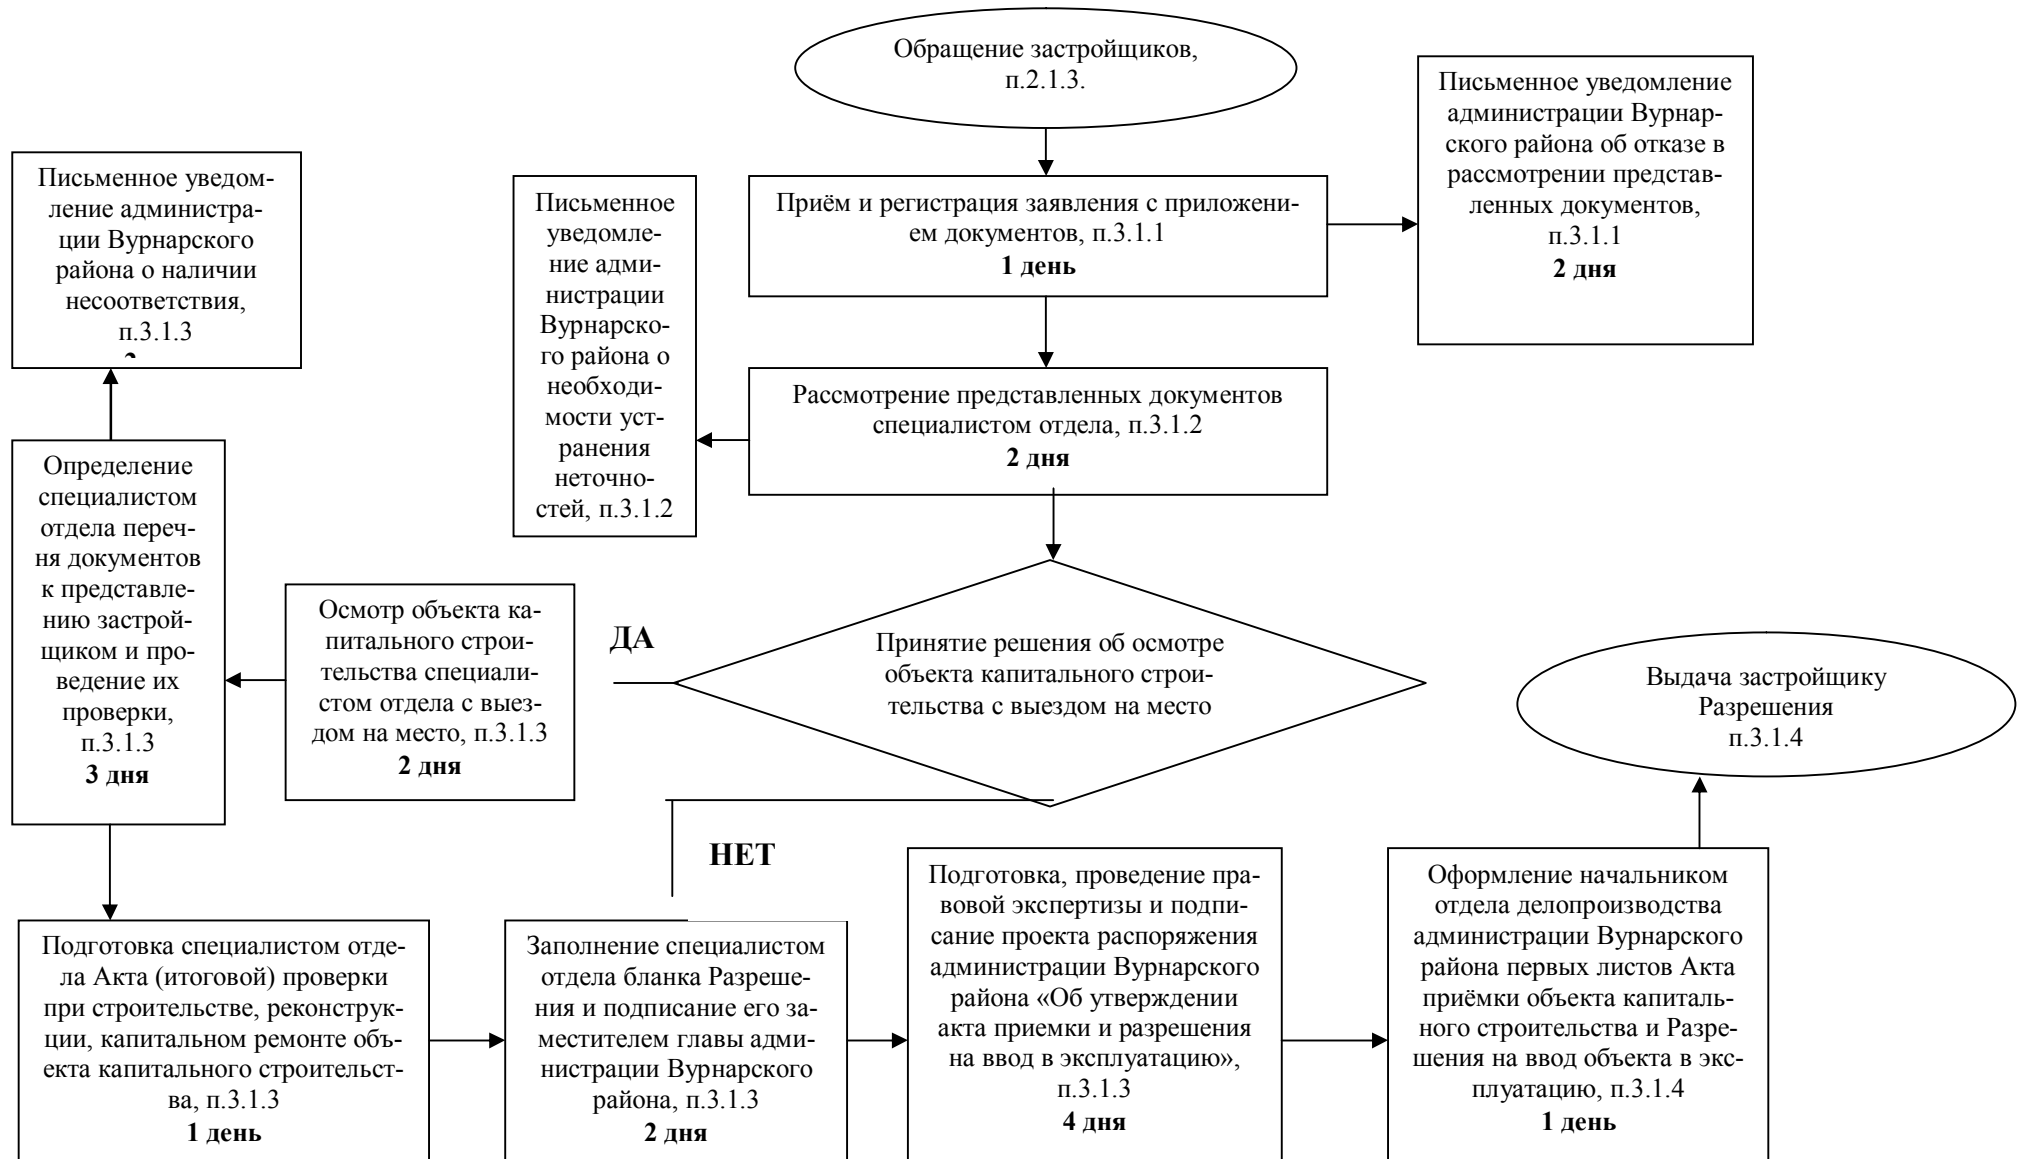 Обращение застройщиков,
п.2.1.3.
Письменное уведомление
администрации Вурнар-
ского района об отказе в
рассмотрении представ-
ленных документов,
п.3.1.1
2 дня
Письменное уведом-
ление администра-
ции Вурнарского
района о наличии
несоответствия,
п.3.1.3
Письменное
уведомле-
ние адми-
нистрации
Вурнарско-
го района о
необходи-
мости уст-
ранения
неточно-
стей, п.3.1.2
Приём и регистрация заявления с приложени-
ем документов, п.3.1.1
1 день
Рассмотрение представленных документов
специалистом отдела, п.3.1.2
2 дня
Определение
специалистом
отдела переч-
ня документов
к представле-
нию застрой-
щиком и про-
ведение их
проверки,
п.3.1.3
3 дня
Осмотр объекта ка-
питального строи-
тельства специали-
стом отдела с выез-
дом на место, п.3.1.3
2 дня
ДА
Принятие решения об осмотре
объекта капитального строи-
тельства с выездом на место
Выдача застройщику
Разрешения
п.3.1.4
НЕТ
Подготовка специалистом отде-
ла Акта (итоговой) проверки
при строительстве, реконструк-
ции, капитальном ремонте объ-
екта капитального строительст-
ва, п.3.1.3
1 день
Заполнение специалистом
отдела бланка Разреше-
ния и подписание его за-
местителем главы адми-
нистрации Вурнарского
района, п.3.1.3
2 дня
Подготовка, проведение пра-
вовой экспертизы и подпи-
сание проекта распоряжения
администрации Вурнарского
района «Об утверждении
акта приемки и разрешения
на ввод в эксплуатацию»,
п.3.1.3
4 дня
Оформление начальником
отдела делопроизводства
администрации Вурнарского
района первых листов Акта
приёмки объекта капиталь-
ного строительства и Разре-
шения на ввод объекта в экс-
плуатацию, п.3.1.4
1 день